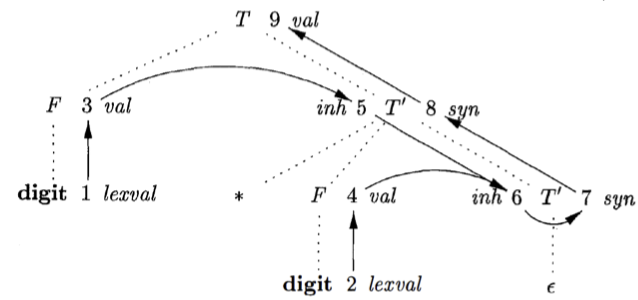 T 9 val
F 3 val inh 5 T' 8 syn
digit 1 lexval * F 4 val inh 6 T' 7 syn
digit 2 lexval ϵ